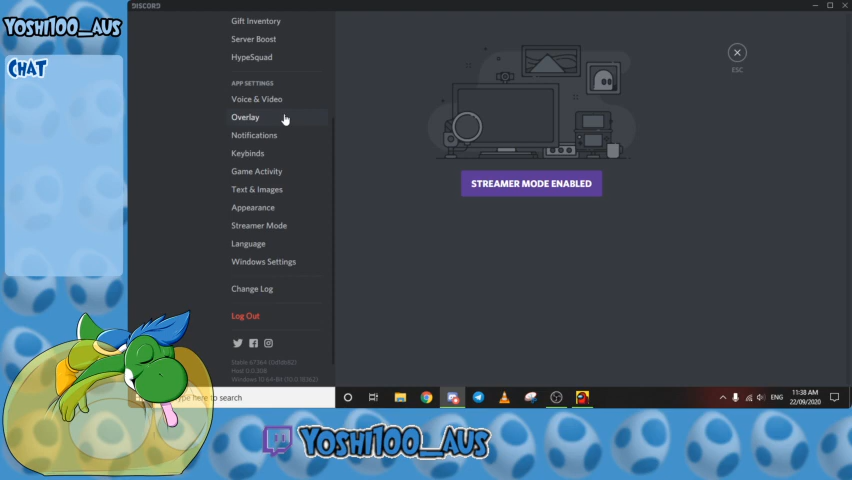 Yoshi100_Aus
Chat
DISCORD
Gift Inventory
Server Boost
HypeSquad
APP SETTINGS
Voice & Video
Overlay
Notifications
Keybinds
Game Activity
Text & Images
Appearance
Streamer Mode
Language
Windows Settings
Change Log
Log Out
ESC
STREAMER MODE ENABLED
ype here to search
ENG
11:38 AM
22/09/2020
Yoshi100_Aus